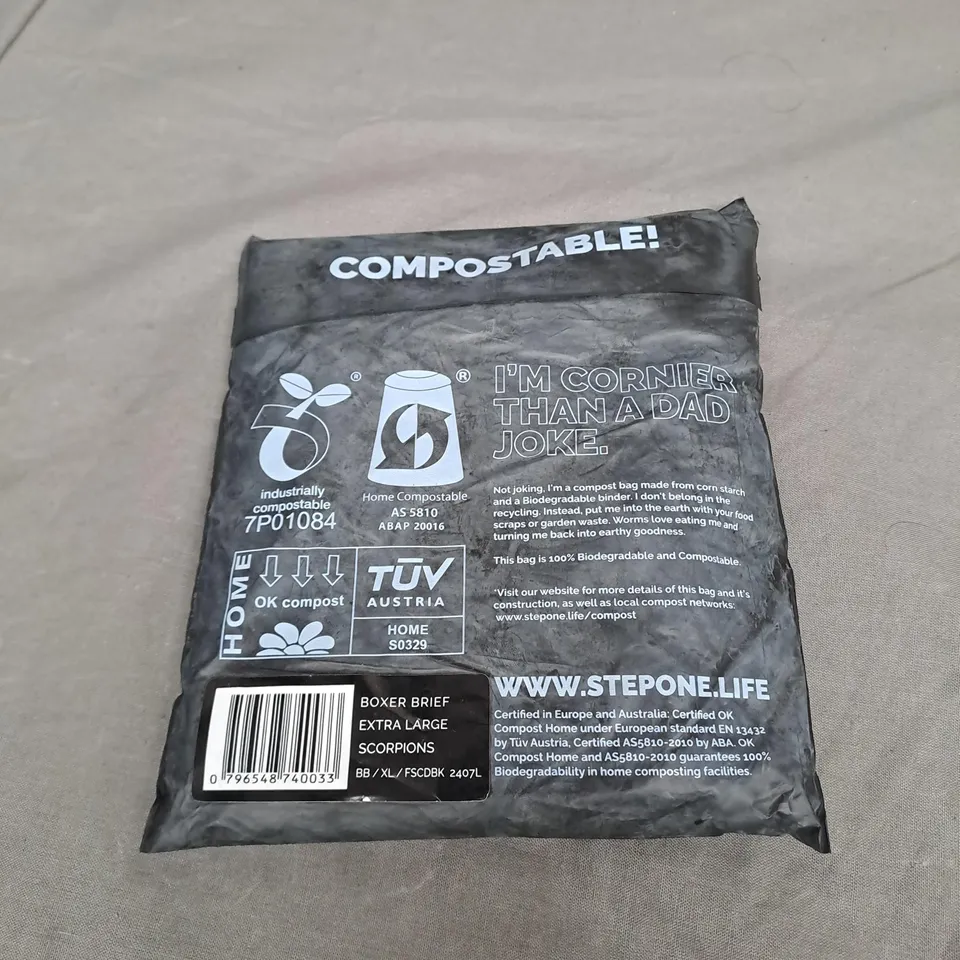 COMPOSTABLE!
®
®
industrially
compostable
7P01084
Home Compostable
AS 5810
ABAP 20016
I'M CORNIER
THAN A DAD
JOKE.
Not joking, I'm a compost bag made from corn starch
and a Biodegradable binder. I don't belong in the
recycling. Instead, put me into the earth with your food
scraps or garden waste. Worms love eating me and
turning me back into earthy goodness.
This bag is 100% Biodegradable and Compostable.
*Visit our website for more details of this bag and it's
construction, as well as local compost networks:
www.stepone.life/compost
HOME
OK compost
TÜV
AUSTRIA
HOME
S0329
WWW.STEPONE.LIFE
Certified in Europe and Australia: Certified OK
Compost Home under European standard EN 13432
by Tüv Austria, Certified AS5810-2010 by ABA. OK
Compost Home and AS5810-2010 guarantees 100%
Biodegradability in home composting facilities.
BOXER BRIEF
EXTRA LARGE
SCORPIONS
BB / XL / FSCDBK 2407L
0 796548 740033